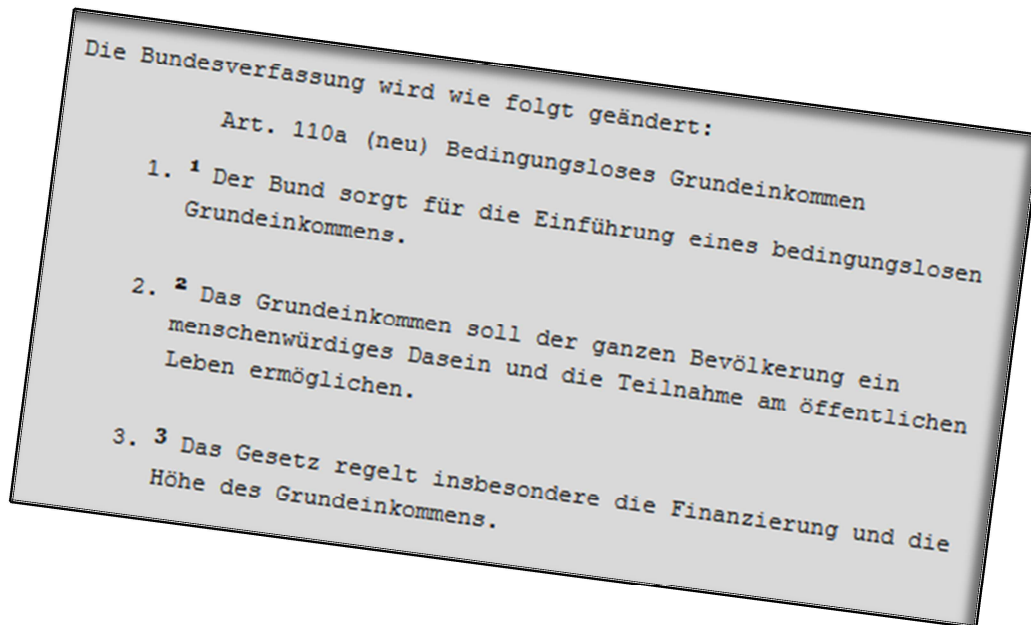 Die Bundesverfassung wird wie folgt geändert:
Art. 110a (neu) Bedingungsloses Grundeinkommen
1. ¹ Der Bund sorgt für die Einführung eines bedingungslosen
Grundeinkommens.
2. ² Das Grundeinkommen soll der ganzen Bevölkerung ein
menschenwürdiges Dasein und die Teilnahme am öffentlichen
Leben ermöglichen.
3. ³ Das Gesetz regelt insbesondere die Finanzierung und die
Höhe des Grundeinkommens.